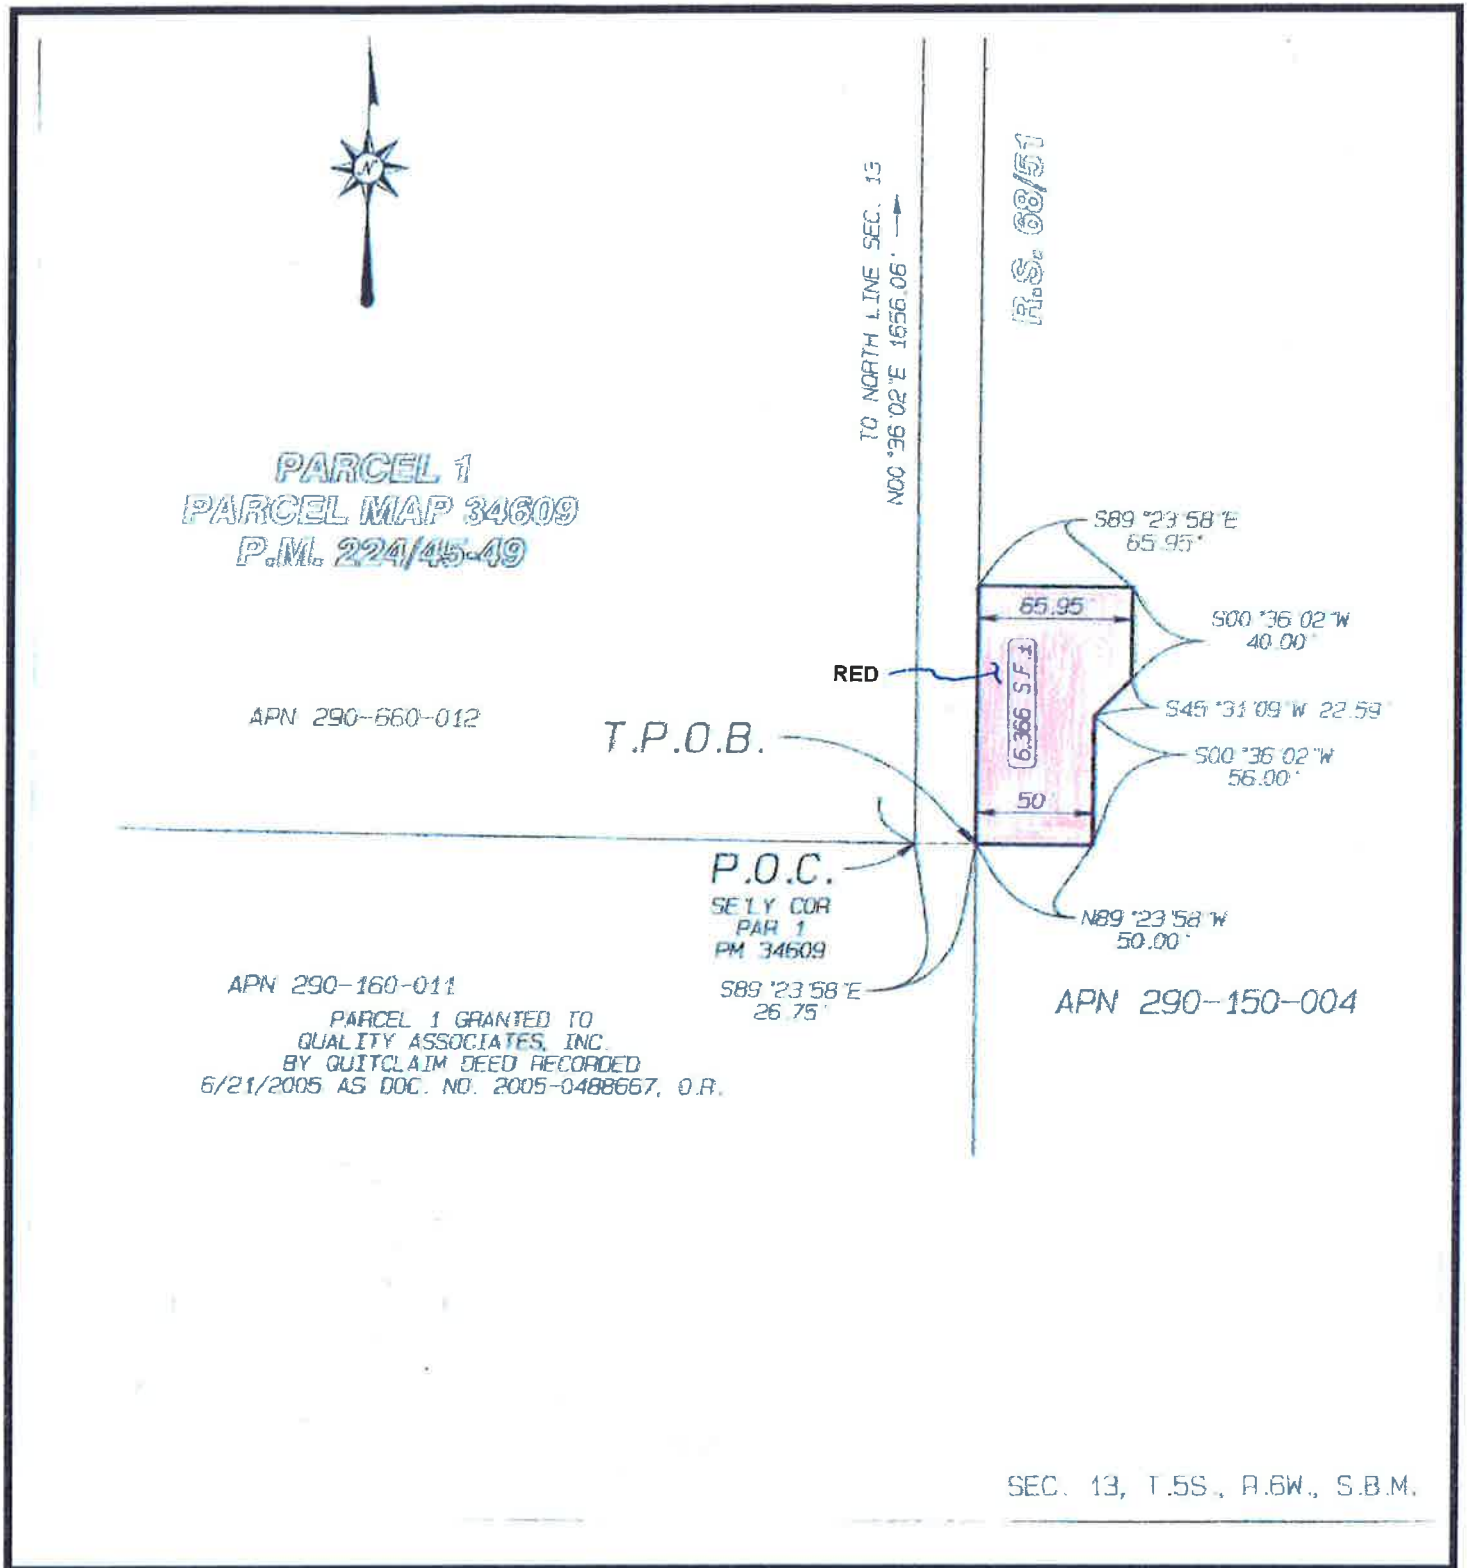 N
TO NORTH LINE SEC. 13
N00°36'02"E 1656.06'
R.S. 68/51
PARCEL 1
PARCEL MAP 34609
P.M. 224/45-49
S89°23'58"E
65.95'
65.95
S00°36'02"W
40.00'
RED
6,366 S.F.±
APN 290-660-012
T.P.O.B.
S45°31'09"W 22.59'
S00°36'02"W
56.00'
50
P.O.C.
SE'LY COR
PAR 1
PM 34609
N89°23'58"W
50.00'
S89°23'58"E
26.75'
APN 290-160-011
PARCEL 1 GRANTED TO
QUALITY ASSOCIATES, INC.
BY QUITCLAIM DEED RECORDED
6/21/2005 AS DOC. NO. 2005-0488667, O.R.
APN 290-150-004
SEC. 13, T.5S., R.6W., S.B.M.